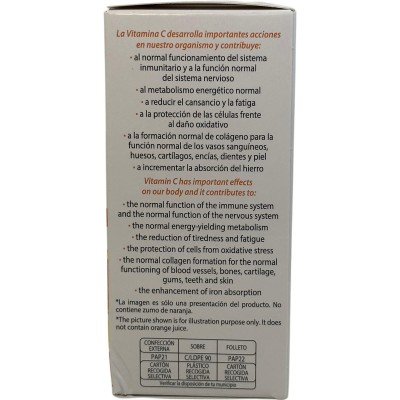 La Vitamina C desarrolla importantes acciones
en nuestro organismo y contribuye:
· al normal funcionamiento del sistema
inmunitario y a la función normal
del sistema nervioso
· al metabolismo energético normal
· a reducir el cansancio y la fatiga
· a la protección de las células frente
al daño oxidativo
· a la formación normal de colágeno para la
función normal de los vasos sanguíneos,
huesos, cartílagos, encías, dientes y piel
· a incrementar la absorción del hierro
Vitamin C has important effects
on our body and it contributes to:
· the normal function of the immune system
and the normal function of the nervous system
· the normal energy-yielding metabolism
· the reduction of tiredness and fatigue
· the protection of cells from oxidative stress
· the normal collagen formation for the normal
functioning of blood vessels, bones, cartilage,
gums, teeth and skin
· the enhancement of iron absorption
*La imagen es sólo una presentación del producto. No
contiene zumo de naranja.
*The picture shown is for illustration purpose only. It does
not contain orange juice.
CONFECCIÓN EXTERNA SOBRE FOLLETO
PAP21 C/LDPE 90 PAP22
CARTÓN PLÁSTICO CARTÓN
RECOGIDA RECOGIDA RECOGIDA
SELECTIVA SELECTIVA SELECTIVA
Verificar la disposición de tu municipio